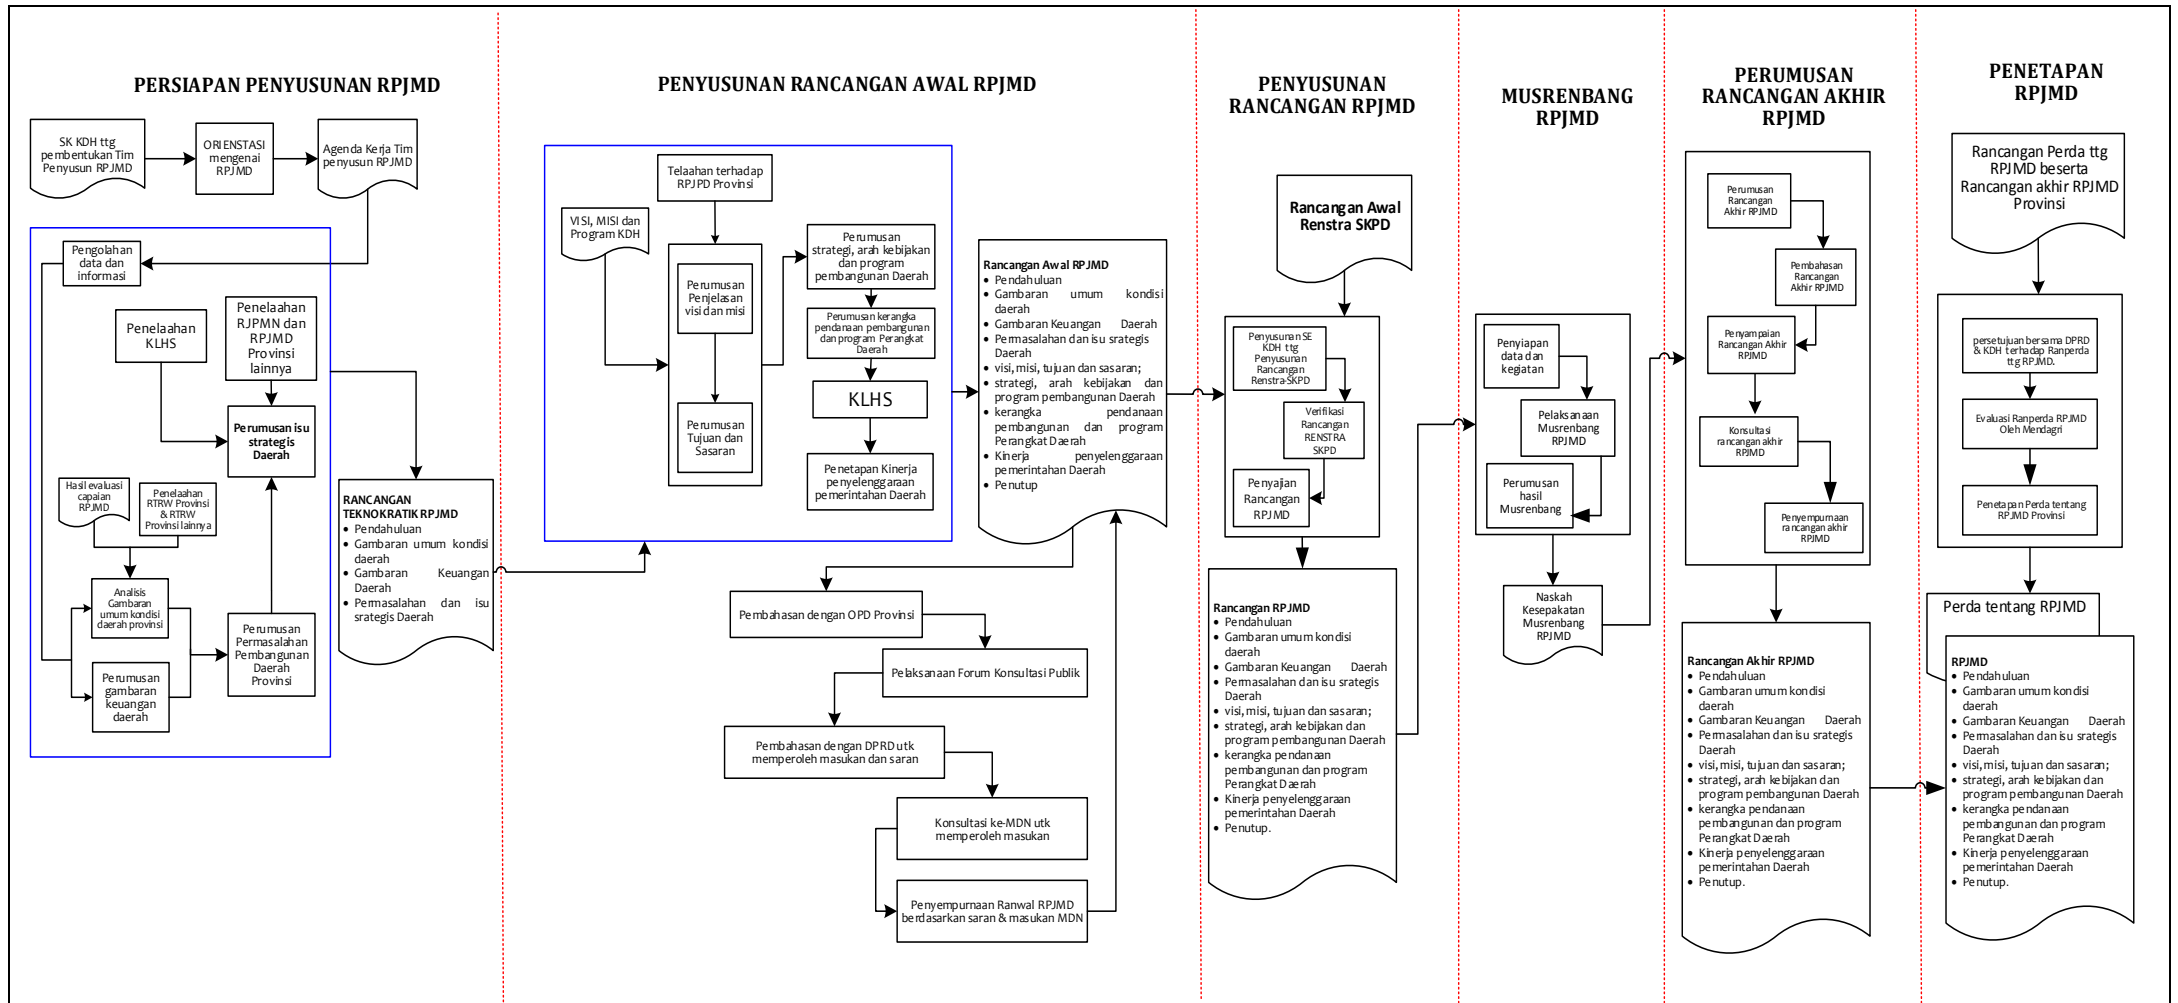 PERSIAPAN PENYUSUNAN RPJMD
SK KDH ttg
pembentukan Tim
Penyusun RPJMD
ORIENSTASI
mengenai
RPJMD
Agenda Kerja Tim
penyusun RPJMD
Pengolahan
data dan
informasi
Penelaahan
KLHS
Penelaahan
RJPMN dan
RPJMD
Provinsi
lainnya
Perumusan isu
strategis
Daerah
Hasil evaluasi
capaian
RPJMD
Penelaahan
RTRW Provinsi
& RTRW
Provinsi lainnya
Analisis
Gambaran
umum kondisi
daerah provinsi
Perumusan
gambaran
keuangan
daerah
Perumusan
Permasalahan
Pembangunan
Daerah
Provinsi
RANCANGAN
TEKNOKRATIK RPJMD
• Pendahuluan
• Gambaran umum kondisi
daerah
• Gambaran Keuangan
Daerah
• Permasalahan dan isu
srategis Daerah
PENYUSUNAN RANCANGAN AWAL RPJMD
Telaahan terhadap
RPJPD Provinsi
VISI, MISI dan
Program KDH
Perumusan
Penjelasan
visi dan misi
Perumusan
Tujuan dan
Sasaran
Perumusan
strategi, arah kebijakan
dan program
pembangunan Daerah
Perumusan kerangka
pendanaan pembangunan
dan program Perangkat
Daerah
KLHS
Penetapan Kinerja
penyelenggaraan
pemerintahan Daerah
Rancangan Awal RPJMD
• Pendahuluan
• Gambaran umum kondisi
daerah
• Gambaran Keuangan Daerah
• Permasalahan dan isu srategis
Daerah
• visi, misi, tujuan dan sasaran;
• strategi, arah kebijakan dan
program pembangunan Daerah
• kerangka pendanaan
pembangunan dan program
Perangkat Daerah
• Kinerja penyelenggaraan
pemerintahan Daerah
• Penutup
Pembahasan dengan OPD Provinsi
Pelaksanaan Forum Konsultasi Publik
Pembahasan dengan DPRD utk
memperoleh masukan dan saran
Konsultasi ke-MDN utk
memperoleh masukan
Penyempurnaan Ranwal RPJMD
berdasarkan saran & masukan MDN
PENYUSUNAN
RANCANGAN RPJMD
Rancangan Awal
Renstra SKPD
Penyusunan SE
KDH ttg
Penyusunan
Rancangan
Renstra-SKPD
Verifikasi
Rancangan
RENSTRA
SKPD
Penyajian
Rancangan
RPJMD
Rancangan RPJMD
• Pendahuluan
• Gambaran umum kondisi
daerah
• Gambaran Keuangan Daerah
• Permasalahan dan isu srategis
Daerah
• visi, misi, tujuan dan sasaran;
• strategi, arah kebijakan dan
program pembangunan Daerah
• kerangka pendanaan
pembangunan dan program
Perangkat Daerah
• Kinerja penyelenggaraan
pemerintahan Daerah
• Penutup.
MUSRENBANG
RPJMD
Penyiapan
data dan
kegiatan
Pelaksanaan
Musrenbang
RPJMD
Perumusan
hasil
Musrenbang
Naskah
Kesepakatan
Musrenbang
RPJMD
PERUMUSAN
RANCANGAN AKHIR
RPJMD
Perumusan
Rancangan
Akhir RPJMD
Pembahasan
Rancangan
Akhir RPJMD
Penyampaian
Rancangan Akhir
RPJMD
Konsultasi
rancangan akhir
RPJMD
Penyempurnaan
rancangan akhir
RPJMD
Rancangan Akhir RPJMD
• Pendahuluan
• Gambaran umum kondisi
daerah
• Gambaran Keuangan Daerah
• Permasalahan dan isu srategis
Daerah
• visi, misi, tujuan dan sasaran;
• strategi, arah kebijakan dan
program pembangunan Daerah
• kerangka pendanaan
pembangunan dan program
Perangkat Daerah
• Kinerja penyelenggaraan
pemerintahan Daerah
• Penutup.
PENETAPAN
RPJMD
Rancangan Perda ttg
RPJMD beserta
Rancangan akhir RPJMD
Provinsi
persetujuan bersama DPRD
& KDH terhadap Ranperda
ttg RPJMD.
Evaluasi Ranperda RPJMD
Oleh Mendagri
Penetapan Perda tentang
RPJMD Provinsi
Perda tentang RPJMD
RPJMD
• Pendahuluan
• Gambaran umum kondisi
daerah
• Gambaran Keuangan Daerah
• Permasalahan dan isu srategis
Daerah
• visi, misi, tujuan dan sasaran;
• strategi, arah kebijakan dan
program pembangunan Daerah
• kerangka pendanaan
pembangunan dan program
Perangkat Daerah
• Kinerja penyelenggaraan
pemerintahan Daerah
• Penutup.